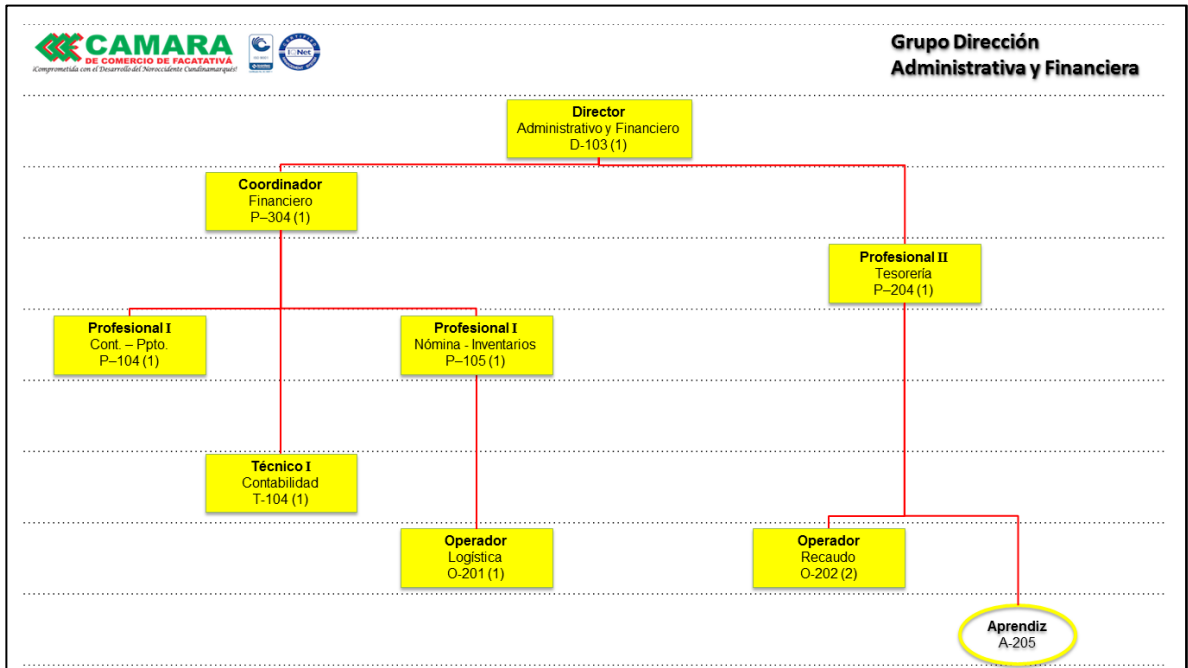 CAMARA
DE COMERCIO DE FACATATIVÁ
¡Comprometida con el Desarrollo del Noroccidente Cundinamarqués!
IQNet
Grupo Dirección
Administrativa y Financiera
Director
Administrativo y Financiero
D-103 (1)
Coordinador
Financiero
P–304 (1)
Profesional II
Tesorería
P–204 (1)
Profesional I
Cont. – Ppto.
P–104 (1)
Profesional I
Nómina - Inventarios
P–105 (1)
Técnico I
Contabilidad
T-104 (1)
Operador
Logística
O-201 (1)
Operador
Recaudo
O-202 (2)
Aprendiz
A-205